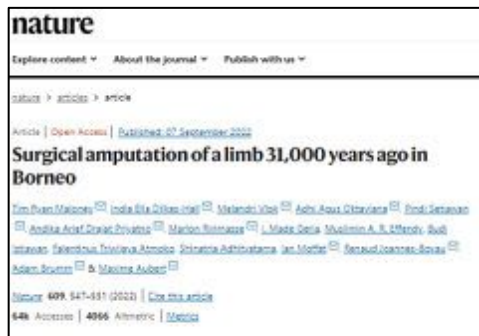 nature
Explore content About the journal Publish with us
nature > articles > article
Article | Open Access | Published: 07 September 2022
Surgical amputation of a limb 31,000 years ago in
Borneo
Tim Ryan Maloney, India Ella Dilkes-Hall, Melandri Vlok, Adhi Agus Oktaviana, Pindi Setiawan
, Andika Arief Drajat Priyatno, Marlon Ririmasse, I. Made Geria, Muslimin A. R. Effendy, Budi
Istiawan, Falentinus Triwijaya Atmoko, Shinatria Adhityatama, Ian Moffat, Renaud Joannes-Boyau,
Adam Brumm & Maxime Aubert
Nature 609, 547–551 (2022) | Cite this article
64k Accesses | 4066 Altmetric | Metrics